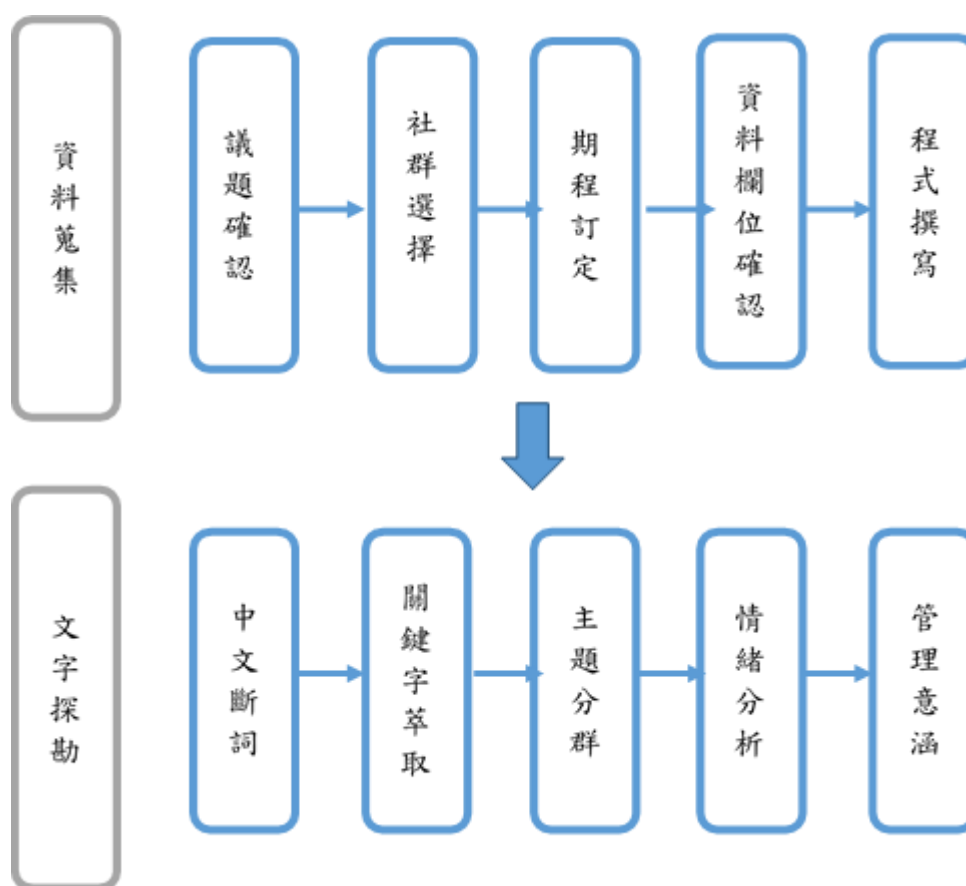 資料蒐集
議題確認
社群選擇
期程訂定
資料欄位確認
程式撰寫
文字探勘
中文斷詞
關鍵字萃取
主題分群
情緒分析
管理意涵